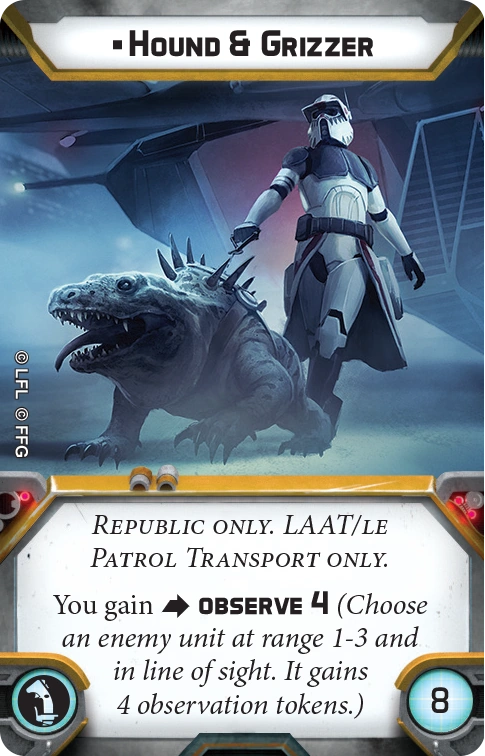 ▪Hound & Grizzer
© LFL © FFG
Republic only. LAAT/le
Patrol Transport only.
You gain ➡ observe 4 (Choose
an enemy unit at range 1-3 and
in line of sight. It gains
4 observation tokens.)
8